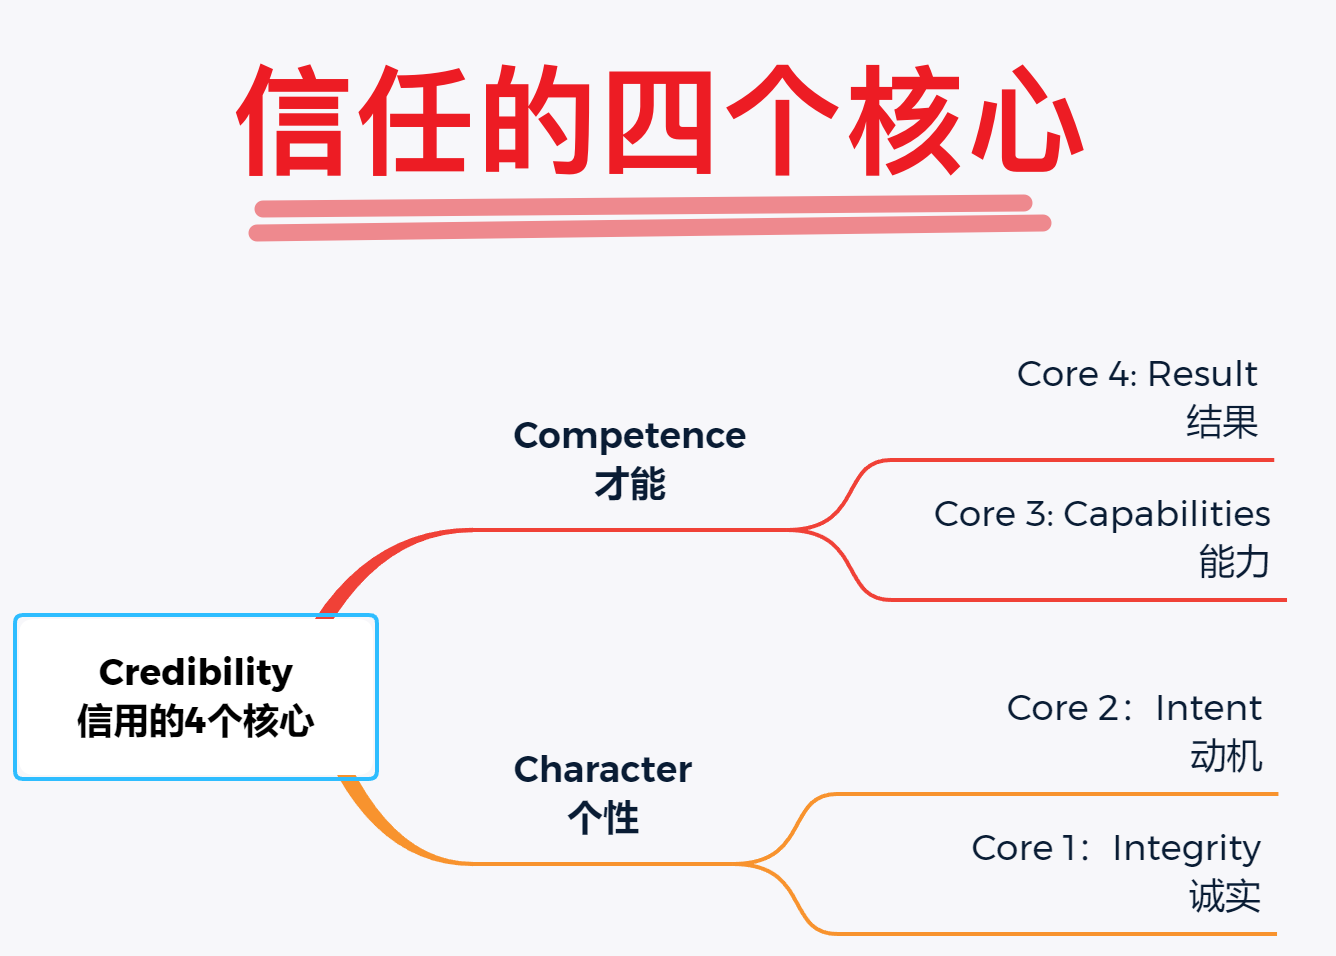 信任的四个核心
Credibility
信用的4个核心
Competence
才能
Core 4: Result
结果
Core 3: Capabilities
能力
Character
个性
Core 2：Intent
动机
Core 1：Integrity
诚实